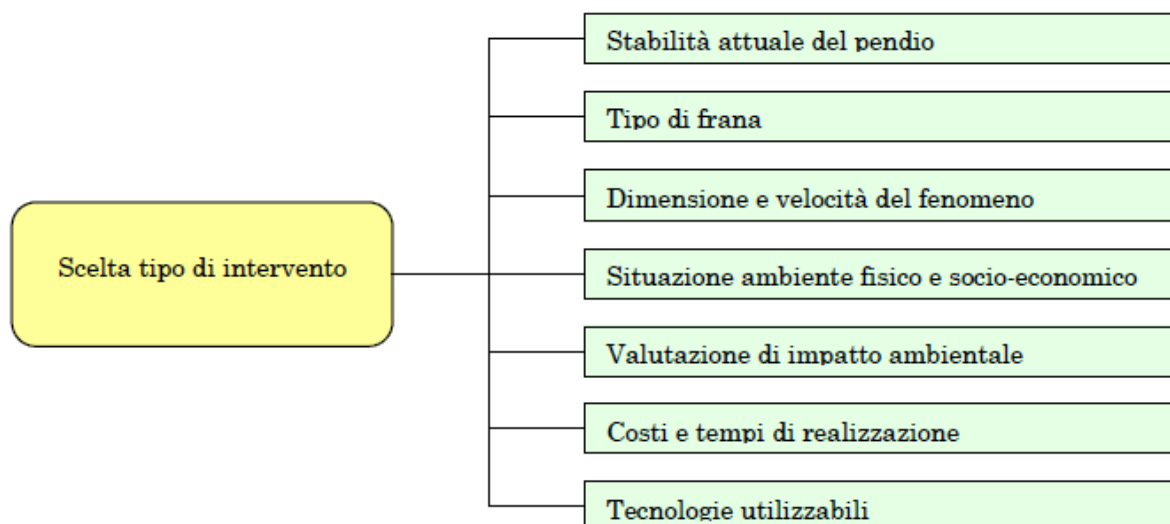 Stabilità attuale del pendio
Tipo di frana
Dimensione e velocità del fenomeno
Scelta tipo di intervento
Situazione ambiente fisico e socio-economico
Valutazione di impatto ambientale
Costi e tempi di realizzazione
Tecnologie utilizzabili